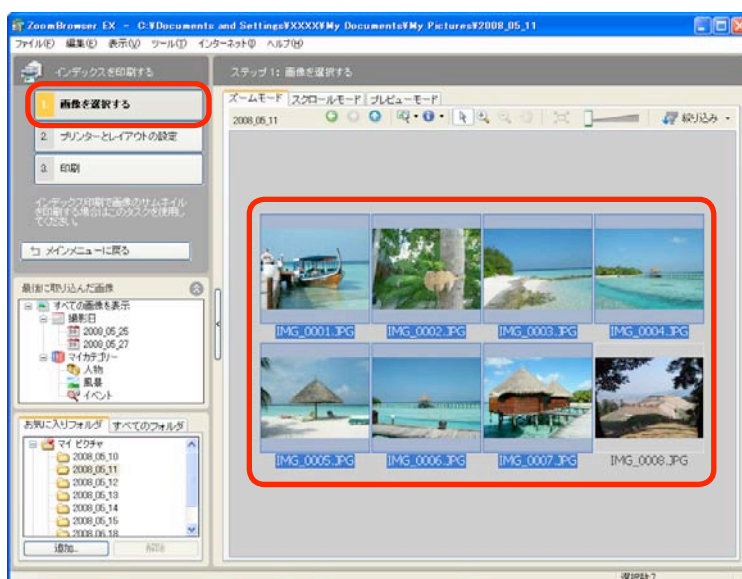 ZoomBrowser EX - C:¥Documents and Settings¥XXXX¥My Documents¥My Pictures¥2008_05_11
ファイル(F) 編集(E) 表示(V) ツール(T) インターネット(I) ヘルプ(H)
インデックスを印刷する
1. 画像を選択する
2. プリンターとレイアウトの設定
3. 印刷
インデックス印刷で画像のサムネイル
を印刷する場合はこのタスクを使用し
てください。
メインメニューに戻る
最後に取り込んだ画像
すべての画像を表示
撮影日
2008_05_25
2008_05_27
マイカテゴリー
人物
風景
イベント
お気に入りフォルダ すべてのフォルダ
マイ ピクチャ
2008_05_10
2008_05_11
2008_05_12
2008_05_13
2008_05_14
2008_05_15
2008_06_18
追加... 解除
ステップ 1: 画像を選択する
ズームモード スクロールモード プレビューモード
2008_05_11
絞り込み
IMG_0001.JPG IMG_0002.JPG IMG_0003.JPG IMG_0004.JPG
IMG_0005.JPG IMG_0006.JPG IMG_0007.JPG IMG_0008.JPG
選択数7